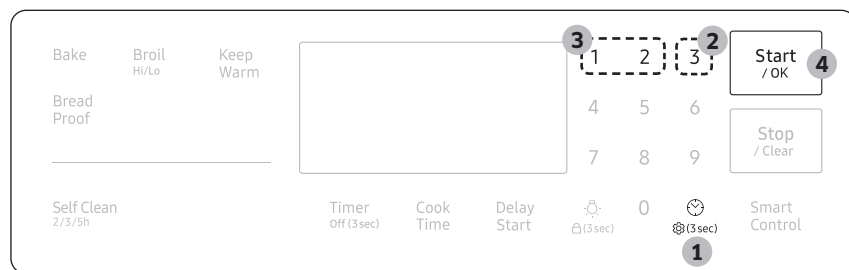 3
2
Bake Broil Keep
Hi/Lo Warm
1 2 3
Start
/ OK
4
Bread
Proof
4 5 6
Stop
/ Clear
7 8 9
Self Clean
2/3/5h
Timer
Off (3 sec)
Cook
Time
Delay
Start
(3 sec)
0
(3 sec)
Smart
Control
1